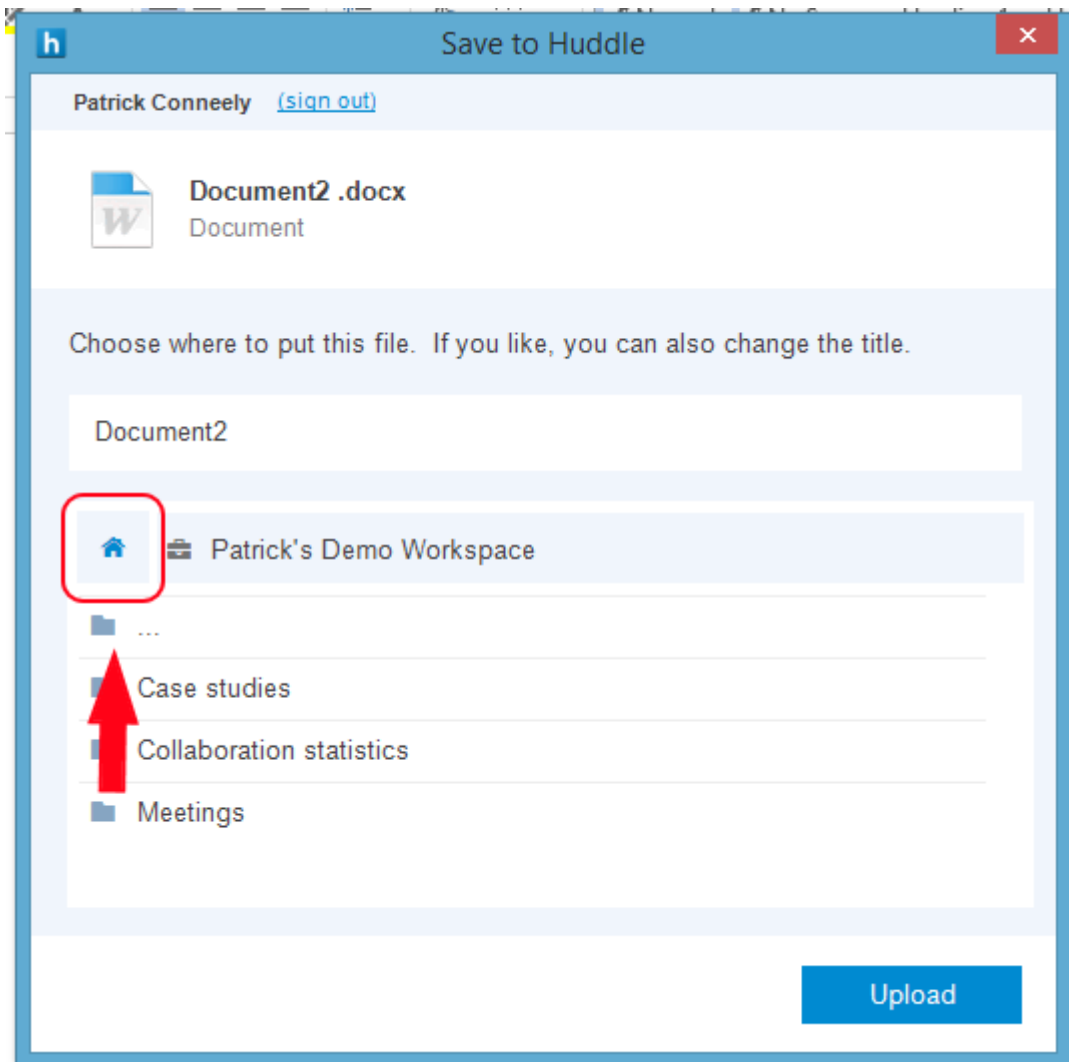 h Save to Huddle
Patrick Conneely (sign out)
W
Document2 .docx
Document
Choose where to put this file. If you like, you can also change the title.
Document2
Patrick's Demo Workspace
...
Case studies
Collaboration statistics
Meetings
Upload